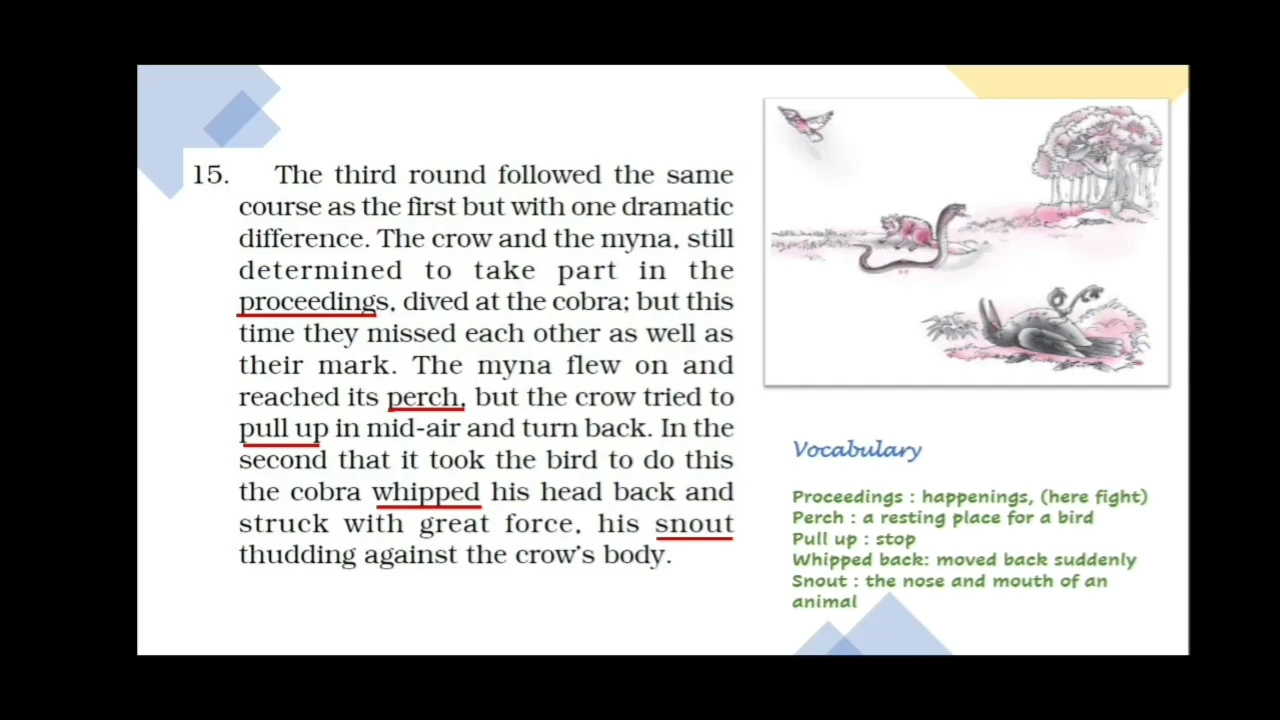 15. The third round followed the same
course as the first but with one dramatic
difference. The crow and the myna, still
determined to take part in the
proceedings, dived at the cobra; but this
time they missed each other as well as
their mark. The myna flew on and
reached its perch, but the crow tried to
pull up in mid-air and turn back. In the
second that it took the bird to do this
the cobra whipped his head back and
struck with great force, his snout
thudding against the crow's body.
Vocabulary
Proceedings : happenings, (here fight)
Perch : a resting place for a bird
Pull up : stop
Whipped back: moved back suddenly
Snout : the nose and mouth of an
animal